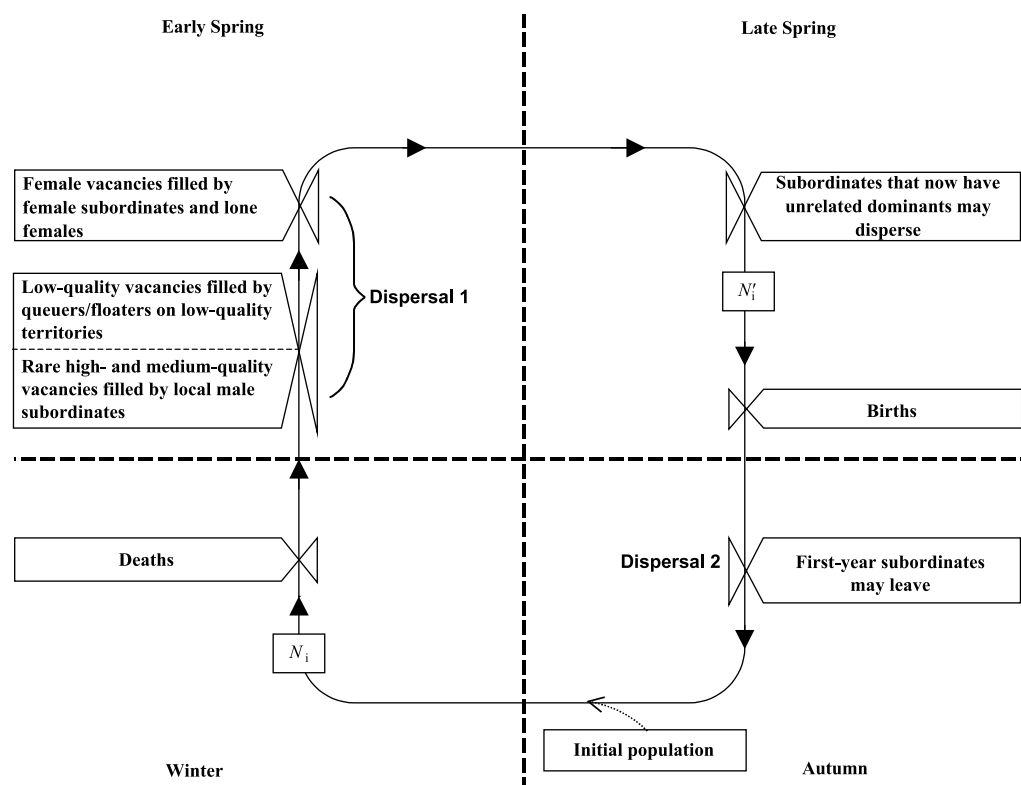 Early Spring
Late Spring
Female vacancies filled by
female subordinates and lone
females
Subordinates that now have
unrelated dominants may
disperse
Low-quality vacancies filled by
queuers/floaters on low-quality
territories
Dispersal 1
N′i
Rare high- and medium-quality
vacancies filled by local male
subordinates
Births
Deaths
Dispersal 2
First-year subordinates
may leave
Ni
Initial population
Winter
Autumn